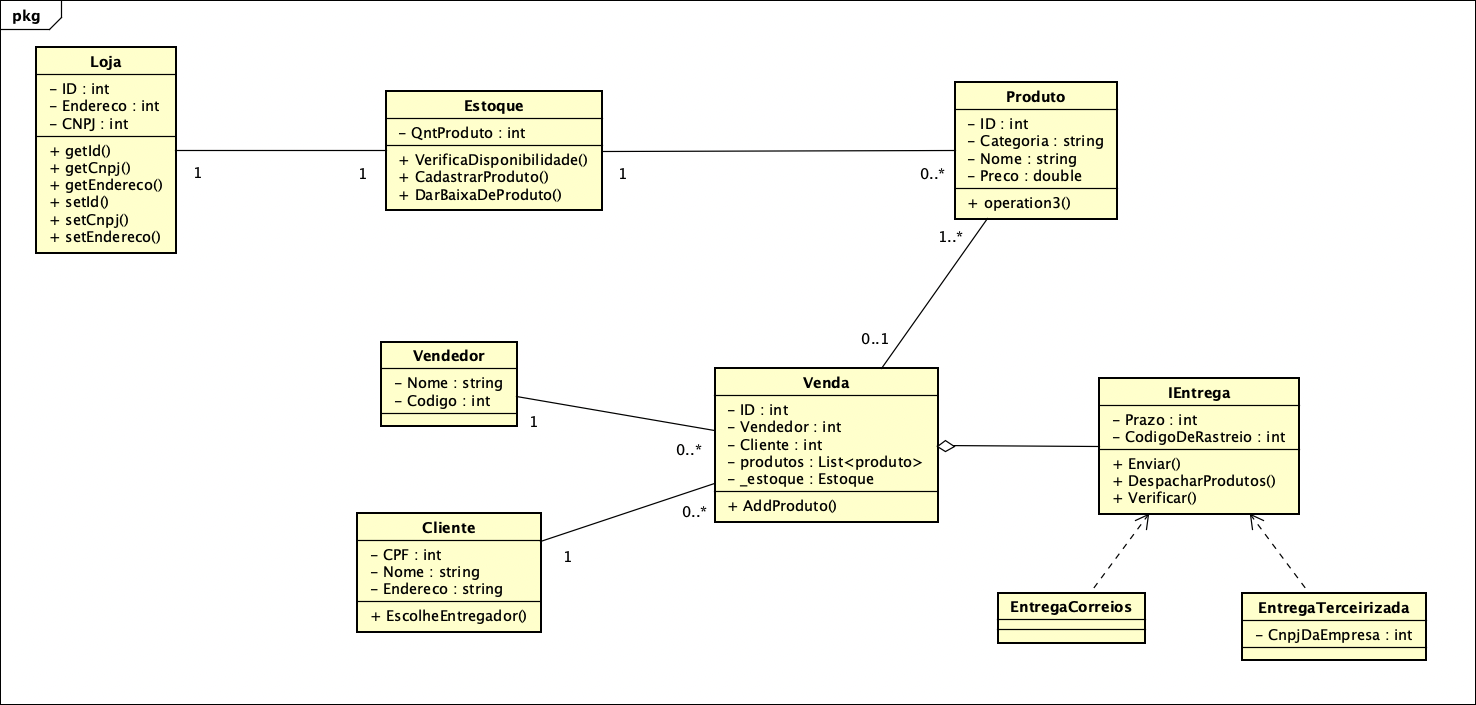 pkg
Loja
- ID : int
- Endereco : int
- CNPJ : int
+ getId()
+ getCnpj()
+ getEndereco()
+ setId()
+ setCnpj()
+ setEndereco()
1
1
Estoque
- QntProduto : int
+ VerificaDisponibilidade()
+ CadastrarProduto()
+ DarBaixaDeProduto()
1
0..*
Produto
- ID : int
- Categoria : string
- Nome : string
- Preco : double
+ operation3()
1..*
0..1
Vendedor
- Nome : string
- Codigo : int
1
0..*
Venda
- ID : int
- Vendedor : int
- Cliente : int
- produtos : List<produto>
- _estoque : Estoque
+ AddProduto()
IEntrega
- Prazo : int
- CodigoDeRastreio : int
+ Enviar()
+ DespacharProdutos()
+ Verificar()
Cliente
- CPF : int
- Nome : string
- Endereco : string
+ EscolheEntregador()
1
0..*
EntregaCorreios
EntregaTerceirizada
- CnpjDaEmpresa : int